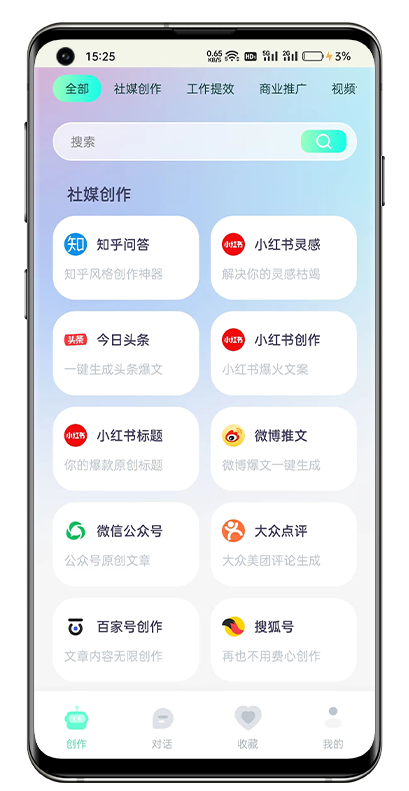 15:25 0.65 KB/S HD 5G 2G 3%
全部 社媒创作 工作提效 商业推广 视频
搜索
社媒创作
知 知乎问答 小红书 小红书灵感
知乎风格创作神器 解决你的灵感枯竭
头条 今日头条 小红书 小红书创作
一键生成头条爆文 小红书爆火文案
小红书 小红书标题 微博推文
你的爆款原创标题 微博爆文一键生成
微信公众号 大众点评
公众号原创文章 大众美团评论生成
百家号创作 搜狐号
文章内容无限创作 再也不用费心创作
创作 对话 收藏 我的